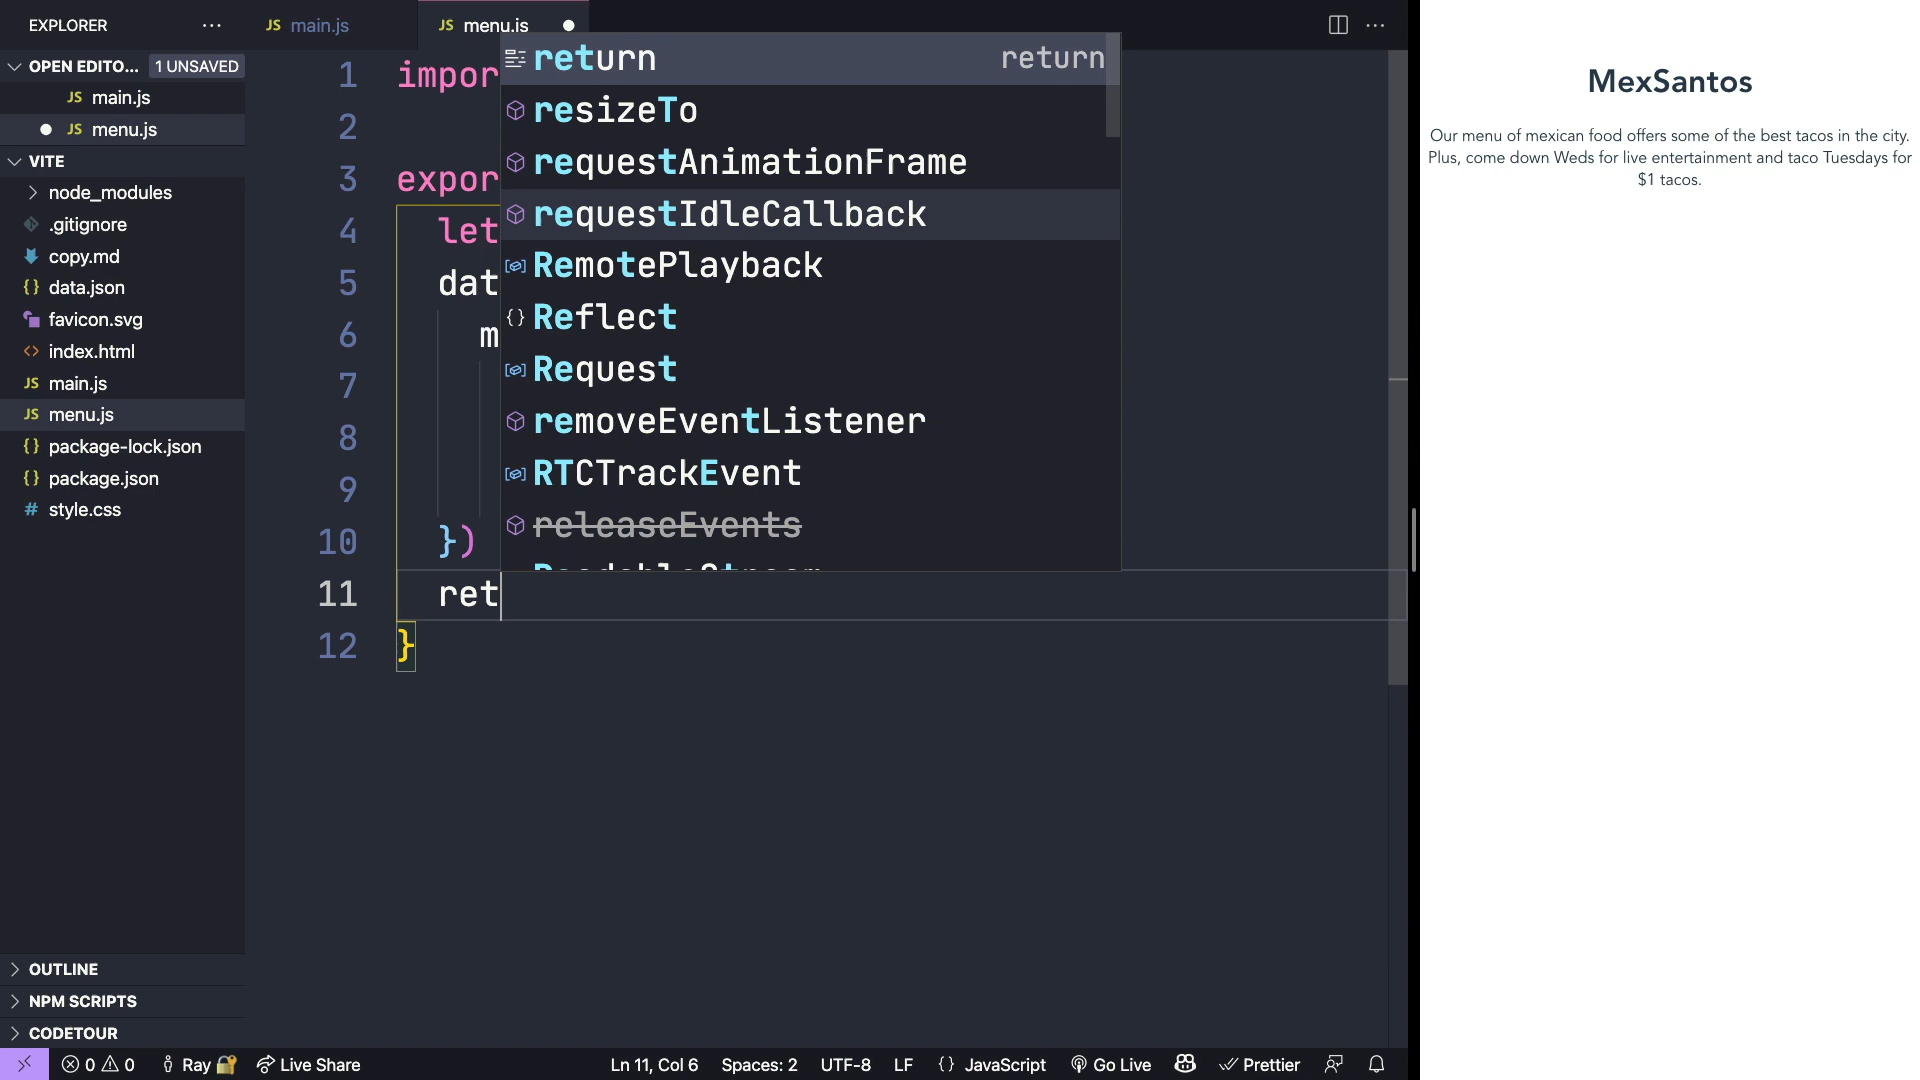 EXPLORER
OPEN EDITO... 1 UNSAVED
JS main.js
JS menu.js
VITE
node_modules
.gitignore
copy.md
{} data.json
favicon.svg
<> index.html
JS main.js
JS menu.js
{} package-lock.json
{} package.json
# style.css
OUTLINE
NPM SCRIPTS
CODETOUR
JS main.js
JS menu.js
1 impor
2
3 expor
4 let
5 dat
6 m
7
8
9
10 })
11 ret
12 }
return return
resizeTo
requestAnimationFrame
requestIdleCallback
RemotePlayback
{} Reflect
Request
removeEventListener
RTCTrackEvent
releaseEvents
MexSantos
Our menu of mexican food offers some of the best tacos in the city.
Plus, come down Weds for live entertainment and taco Tuesdays for
$1 tacos.
0 0 Ray Live Share Ln 11, Col 6 Spaces: 2 UTF-8 LF {} JavaScript Go Live Prettier